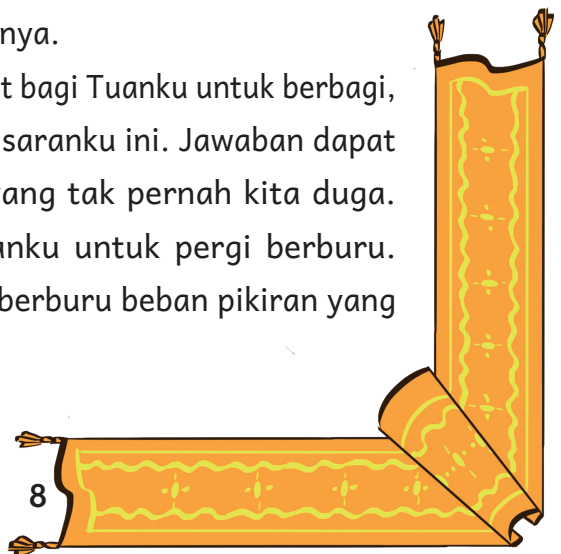 nya.
t bagi Tuanku untuk berbagi,
saranku ini. Jawaban dapat
ang tak pernah kita duga.
anku untuk pergi berburu.
berburu beban pikiran yang
8